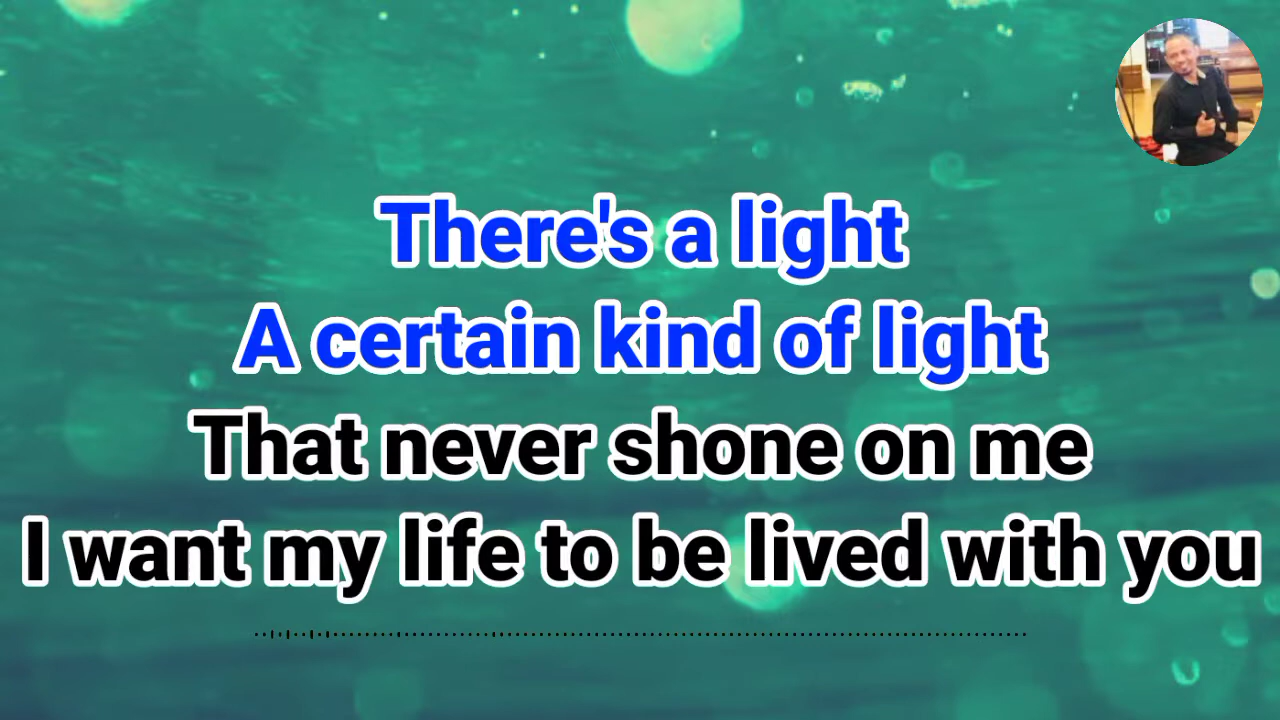 There's a light
A certain kind of light
That never shone on me
I want my life to be lived with you